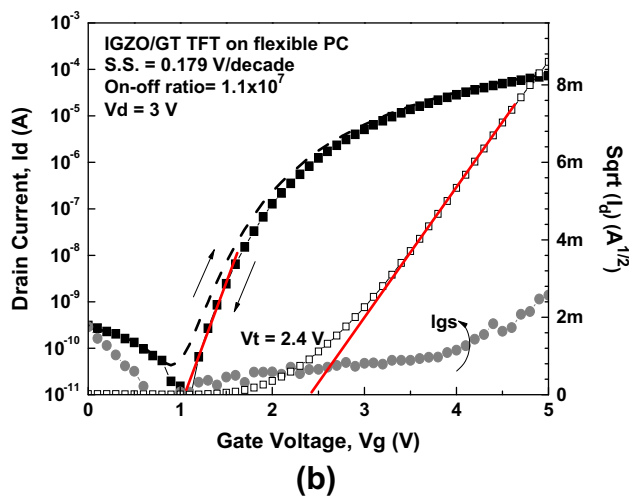 10⁻³
10⁻⁴
10⁻⁵
10⁻⁶
10⁻⁷
10⁻⁸
10⁻⁹
10⁻¹⁰
10⁻¹¹
Drain Current, Id (A)
IGZO/GT TFT on flexible PC
S.S. = 0.179 V/decade
On-off ratio= 1.1x10⁷
Vd = 3 V
Vt = 2.4 V
Igs
8m
6m
4m
2m
0
Sqrt (I_d) (A^1/2)
0 1 2 3 4 5
Gate Voltage, Vg (V)
(b)